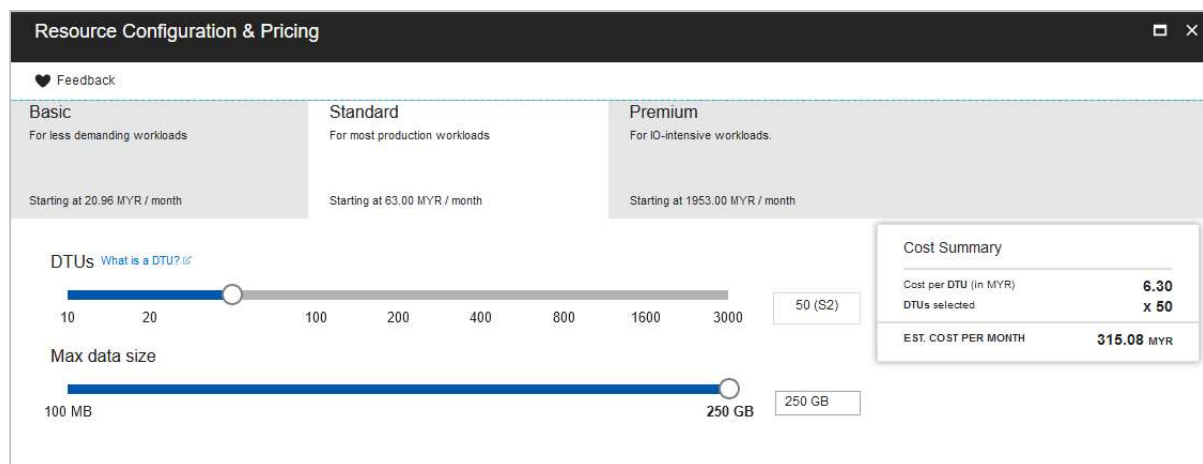 Resource Configuration & Pricing
Feedback
Basic
For less demanding workloads
Starting at 20.96 MYR / month
Standard
For most production workloads
Starting at 63.00 MYR / month
Premium
For IO-intensive workloads.
Starting at 1953.00 MYR / month
DTUs What is a DTU?
10 20 100 200 400 800 1600 3000
50 (S2)
Max data size
100 MB 250 GB
250 GB
Cost Summary
Cost per DTU (in MYR) 6.30
DTUs selected x 50
EST. COST PER MONTH 315.08 MYR